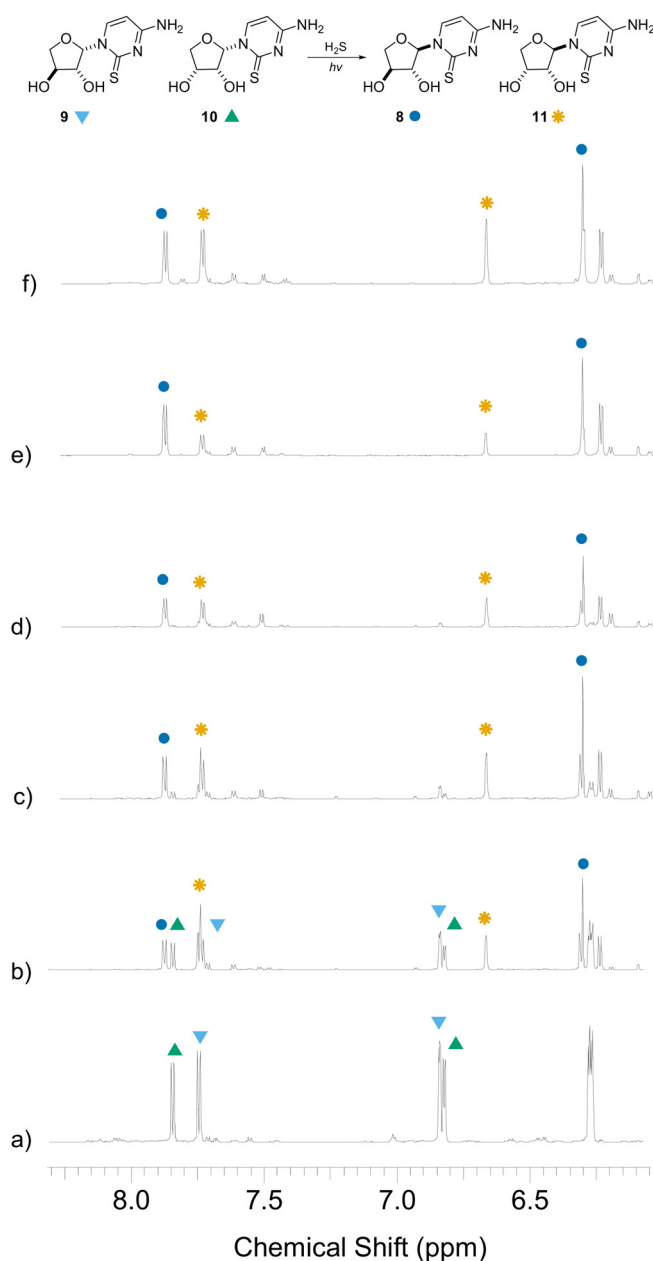 O N N NH₂ O N N NH₂ H₂S O N N NH₂ O N N NH₂
HO OH S HO OH S hν HO OH S HO OH S
9 10 8 11
f)
e)
d)
c)
b)
a)
8.0 7.5 7.0 6.5
Chemical Shift (ppm)